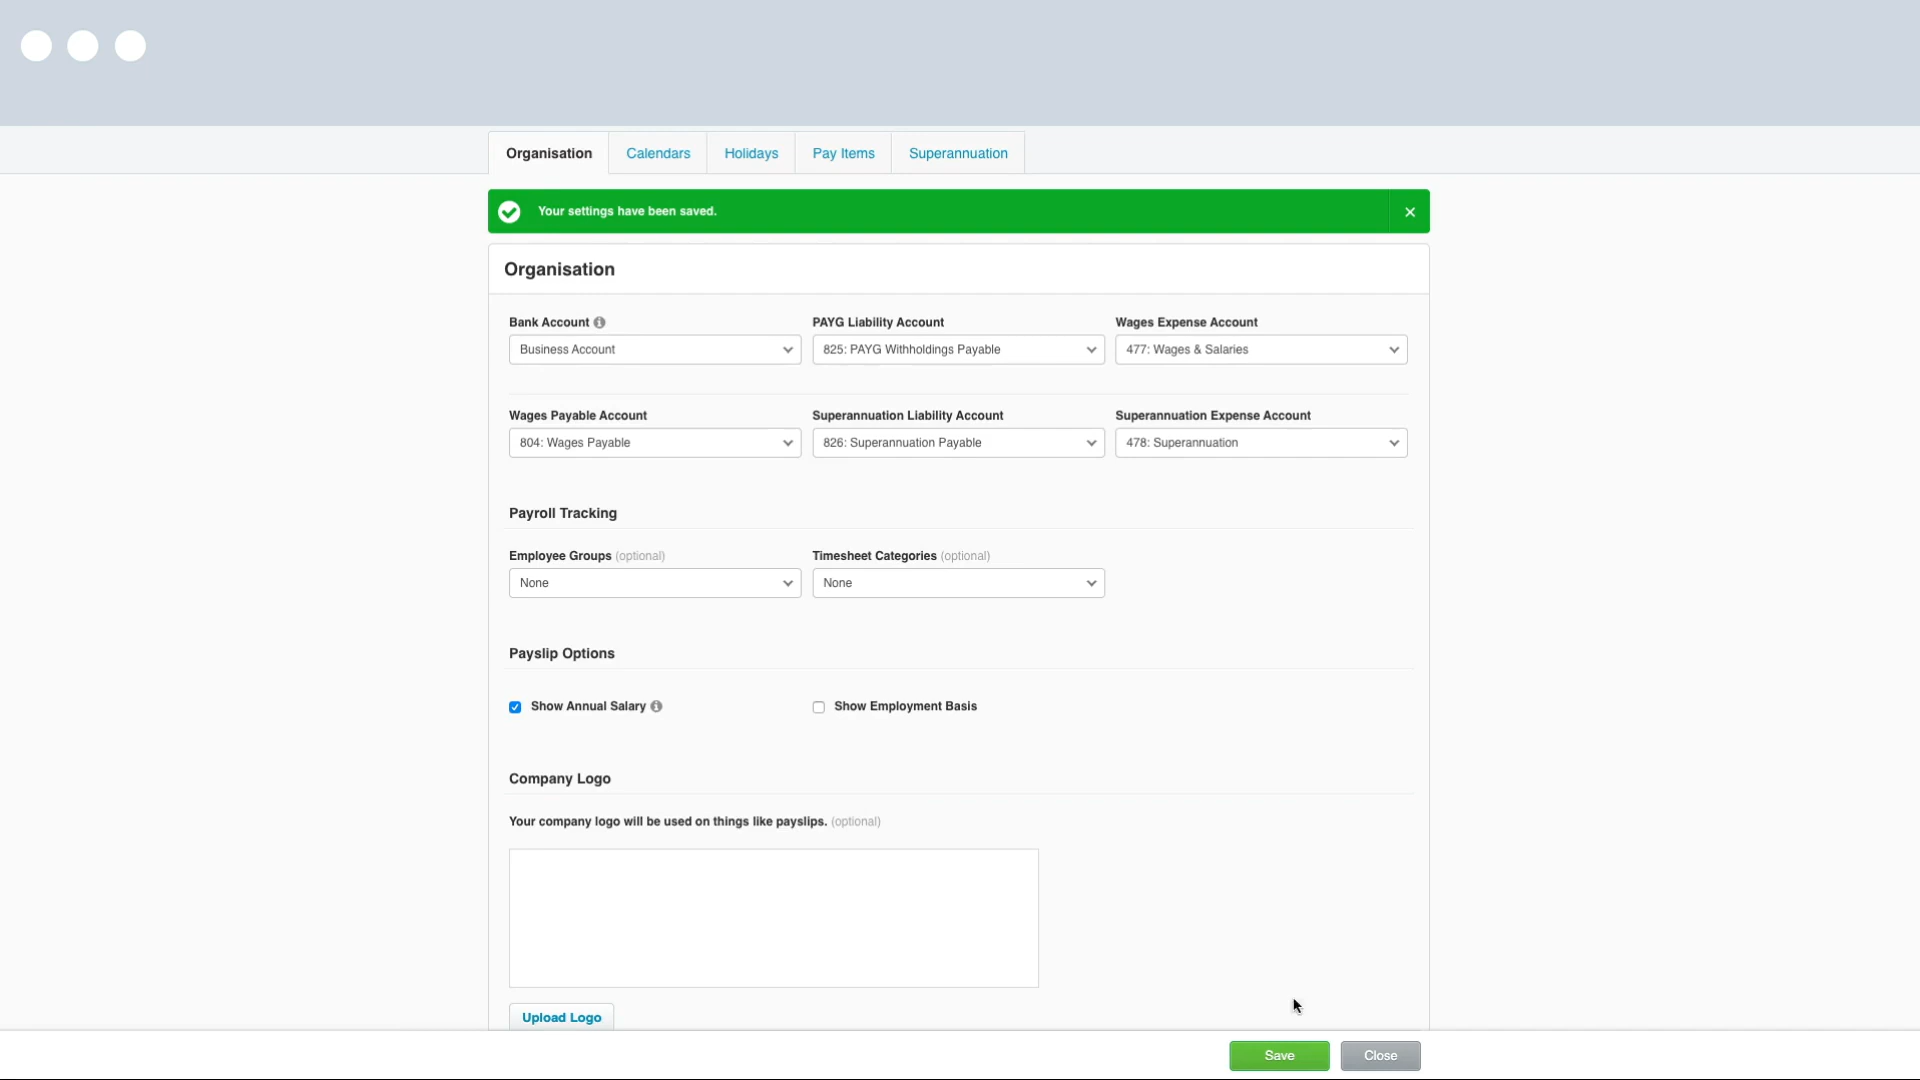 Organisation
Calendars
Holidays
Pay Items
Superannuation
Your settings have been saved.
Organisation
Bank Account
PAYG Liability Account
Wages Expense Account
Business Account
825: PAYG Withholdings Payable
477: Wages & Salaries
Wages Payable Account
Superannuation Liability Account
Superannuation Expense Account
804: Wages Payable
826: Superannuation Payable
478: Superannuation
Payroll Tracking
Employee Groups (optional)
Timesheet Categories (optional)
None
None
Payslip Options
Show Annual Salary
Show Employment Basis
Company Logo
Your company logo will be used on things like payslips. (optional)
Upload Logo
Save
Close